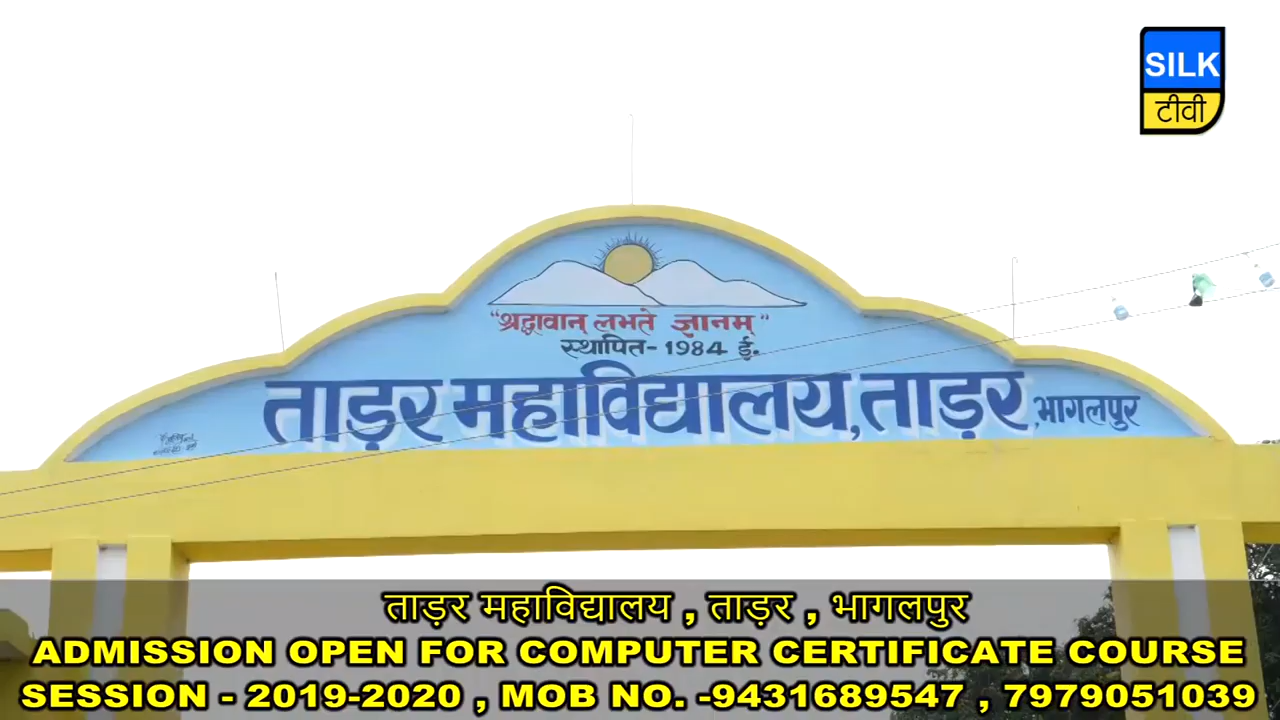 SILK
टीवी
"श्रद्धावान् लभते ज्ञानम्"
स्थापित- 1984 ई.
ताड़र महाविद्यालय, ताड़र, भागलपुर
ताड़र महाविद्यालय , ताड़र , भागलपुर
ADMISSION OPEN FOR COMPUTER CERTIFICATE COURSE
SESSION - 2019-2020 , MOB NO. -9431689547 , 7979051039